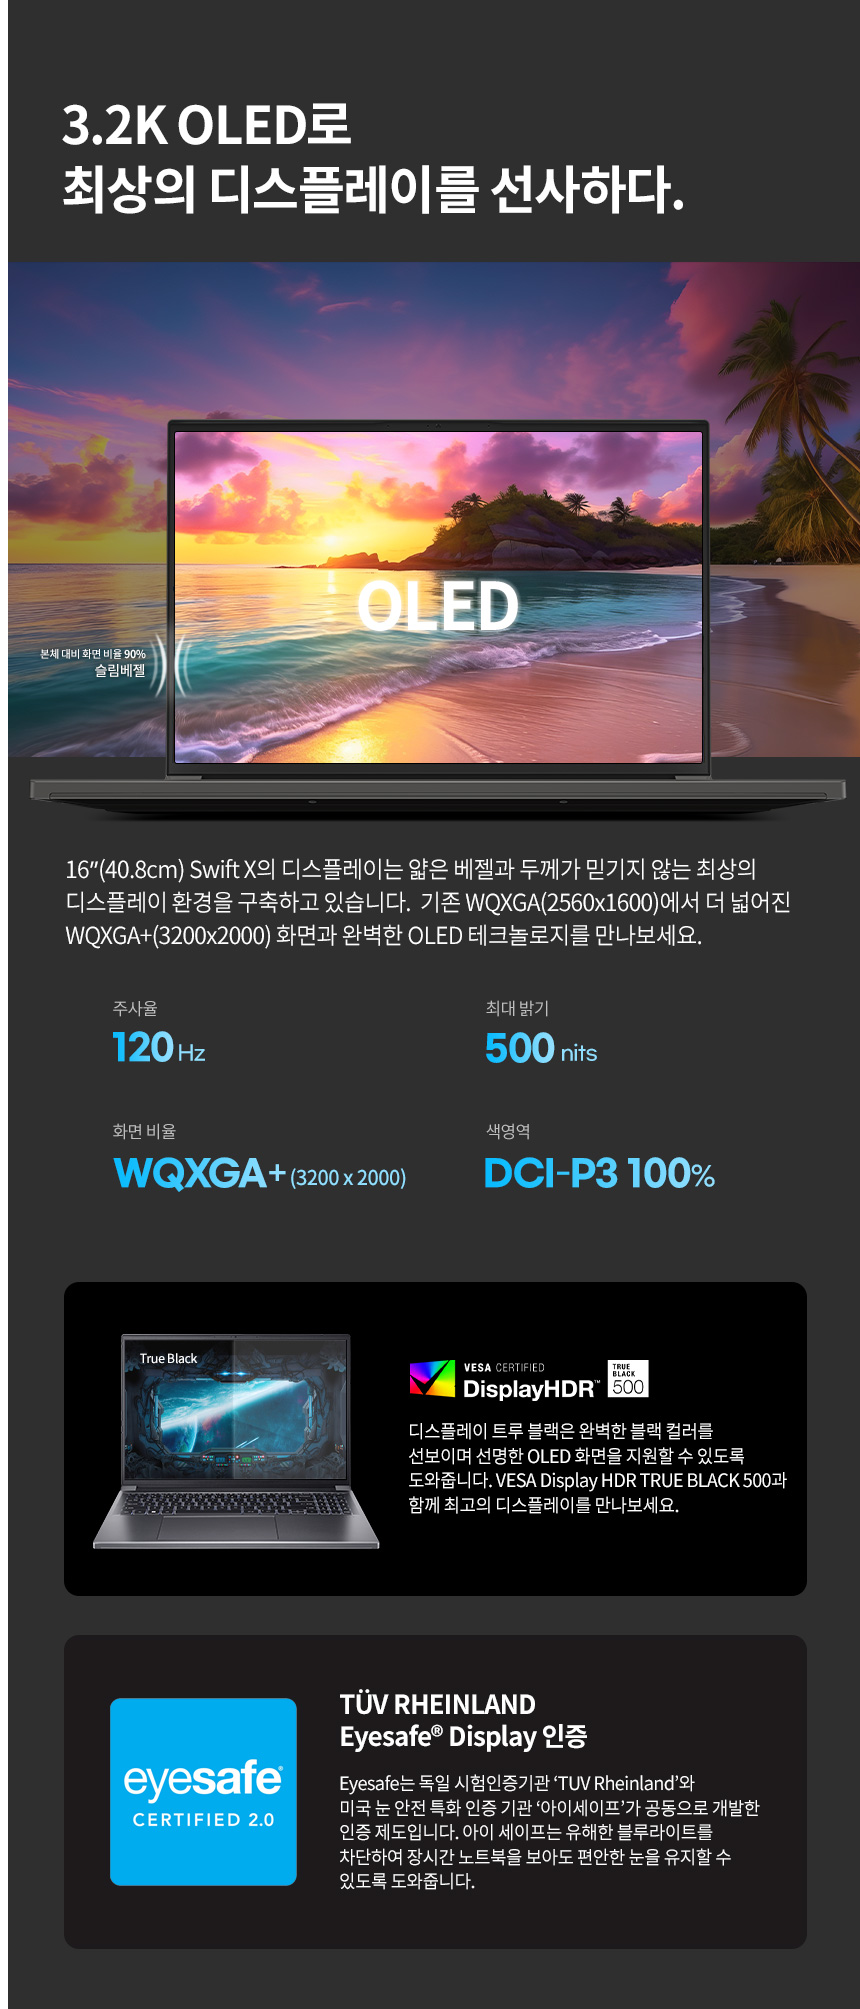 3.2K OLED로
최상의 디스플레이를 선사하다.
OLED
본체 대비 화면 비율 90%
슬림베젤
16”(40.8cm) Swift X의 디스플레이는 얇은 베젤과 두께가 믿기지 않는 최상의
디스플레이 환경을 구축하고 있습니다. 기존 WQXGA(2560x1600)에서 더 넓어진
WQXGA+(3200x2000) 화면과 완벽한 OLED 테크놀로지를 만나보세요.
주사율
120 Hz
최대 밝기
500 nits
화면 비율
WQXGA+ (3200 x 2000)
색영역
DCI-P3 100%
True Black
VESA CERTIFIED
DisplayHDR™
TRUE
BLACK
500
디스플레이 트루 블랙은 완벽한 블랙 컬러를
선보이며 선명한 OLED 화면을 지원할 수 있도록
도와줍니다. VESA Display HDR TRUE BLACK 500과
함께 최고의 디스플레이를 만나보세요.
eyesafe®
CERTIFIED 2.0
TÜV RHEINLAND
Eyesafe® Display 인증
Eyesafe는 독일 시험인증기관 ‘TUV Rheinland’와
미국 눈 안전 특화 인증 기관 ‘아이세이프’가 공동으로 개발한
인증 제도입니다. 아이 세이프는 유해한 블루라이트를
차단하여 장시간 노트북을 보아도 편안한 눈을 유지할 수
있도록 도와줍니다.